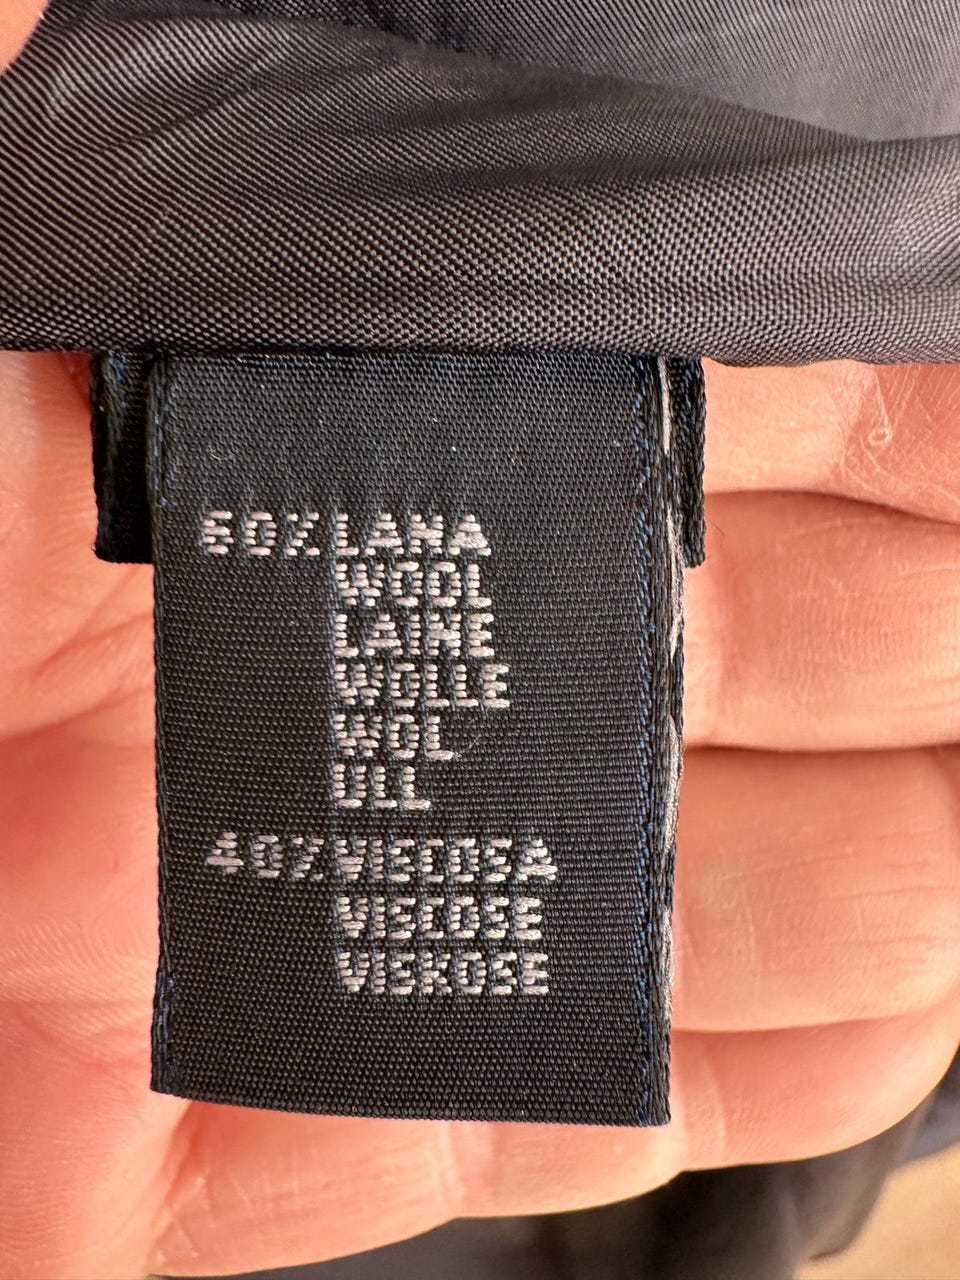 60% LANA
WOOL
LAINE
WOLLE
WOL
ULL
40% VISCOSA
VISCOSE
VISKOSE